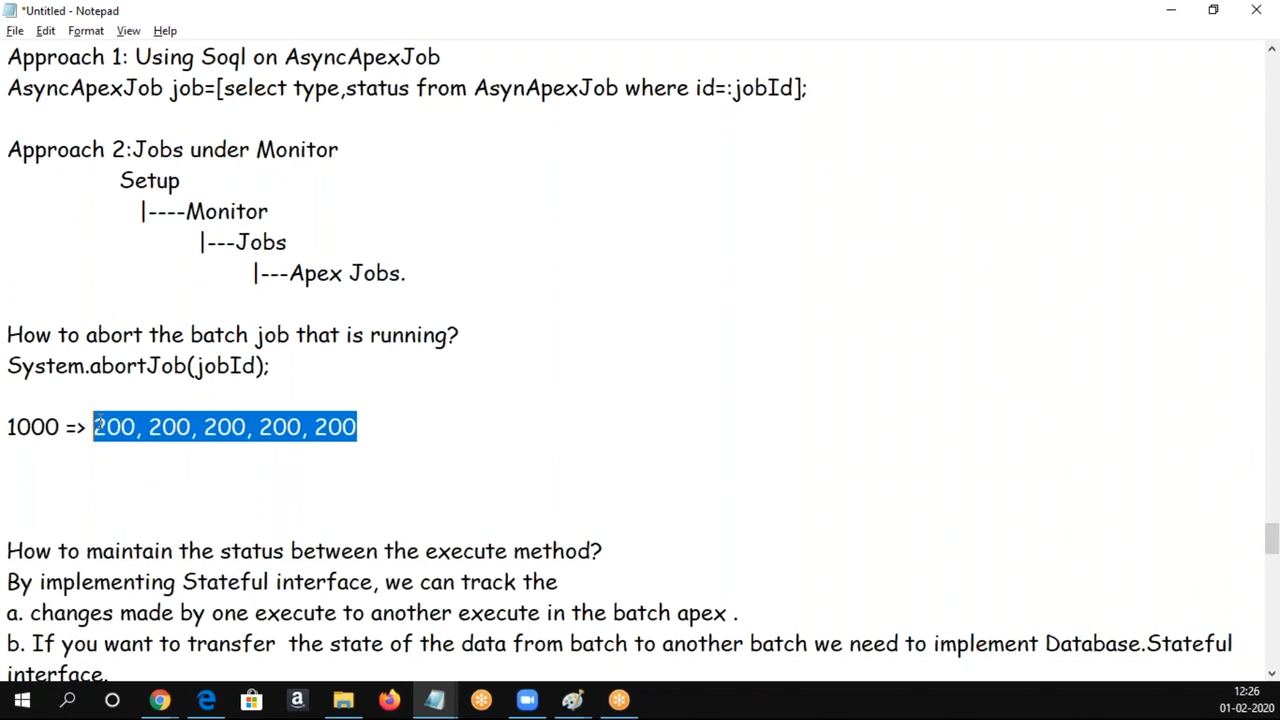 *Untitled - Notepad
File Edit Format View Help
Approach 1: Using Soql on AsyncApexJob
AsyncApexJob job=[select type,status from AsynApexJob where id=:jobId];
Approach 2:Jobs under Monitor
Setup
|----Monitor
|---Jobs
|---Apex Jobs.
How to abort the batch job that is running?
System.abortJob(jobId);
1000 => 200, 200, 200, 200, 200
How to maintain the status between the execute method?
By implementing Stateful interface, we can track the
a. changes made by one execute to another execute in the batch apex .
b. If you want to transfer  the state of the data from batch to another batch we need to implement Database.Stateful
interface.
12:26
01-02-2020